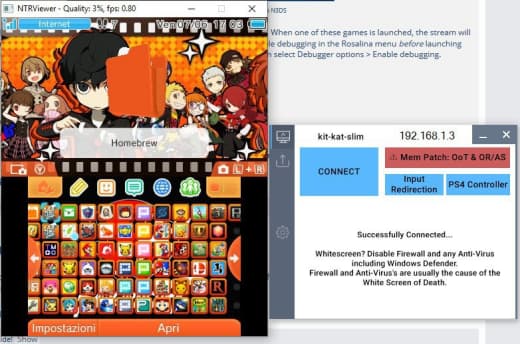 NTRViewer - Quality: 3%, fps: 0.80
Internet
Ven07/06
17 03
Homebrew
L+R
Impostazioni
Apri
When one of these games is launched, the stream will
le debugging in the Rosalina menu before launching
n select Debugger options > Enable debugging.
kit-kat-slim
192.168.1.3
CONNECT
Mem Patch: OoT & OR/AS
Input
Redirection
PS4 Controller
Successfully Connected...
Whitescreen? Disable Firewall and any Anti-Virus
including Windows Defender.
Firewall and Anti-Virus's are usually the cause of the
White Screen of Death.
Show